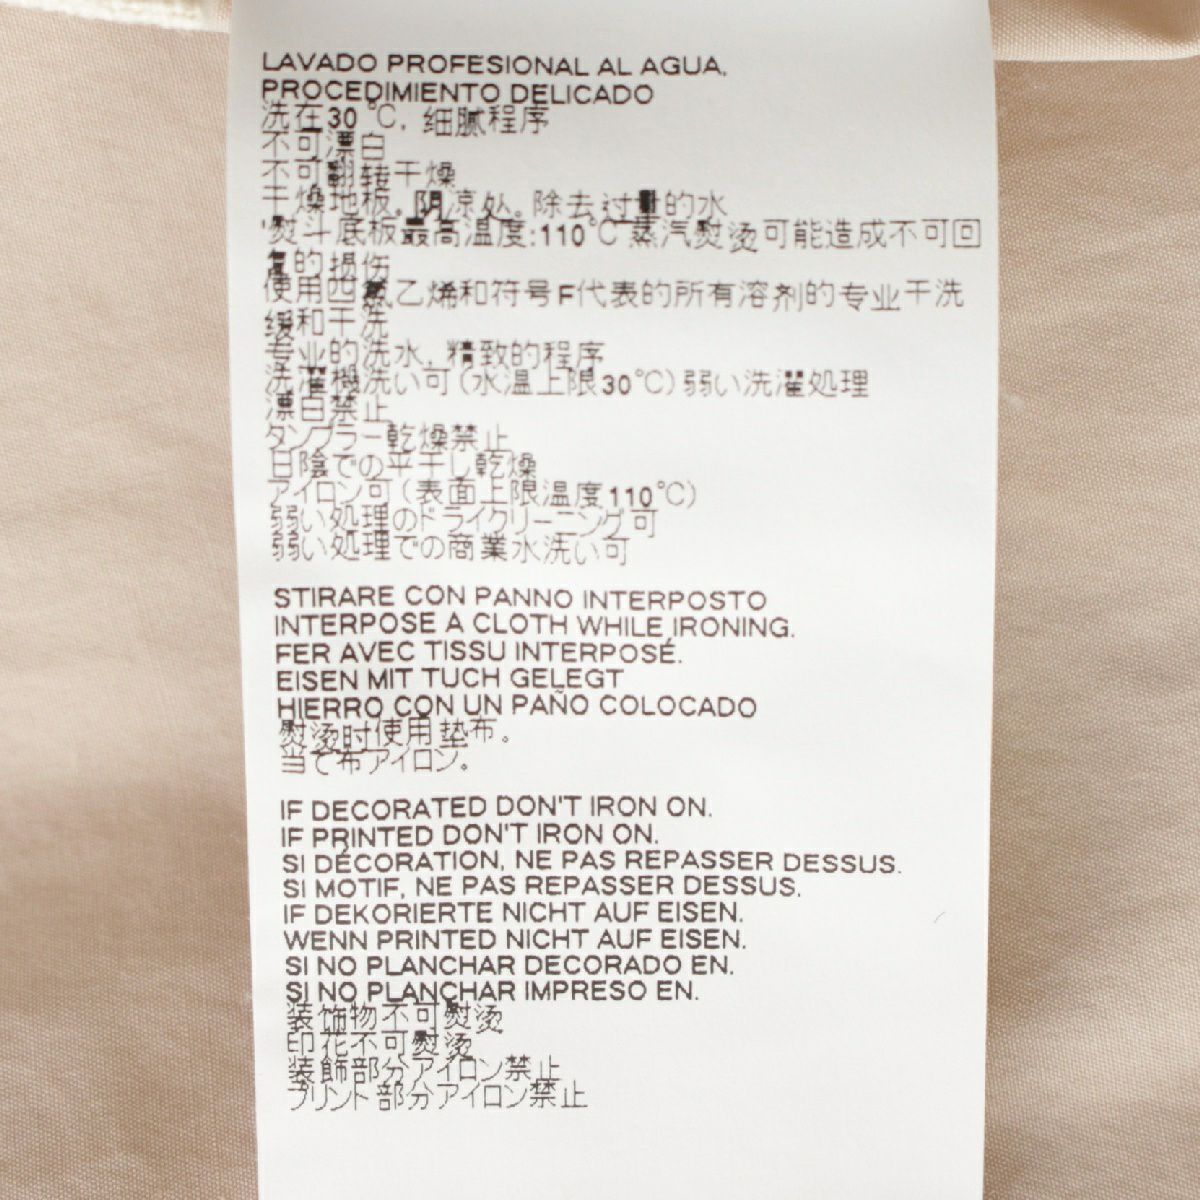 LAVADO PROFESIONAL AL AGUA.
PROCEDIMIENTO DELICADO
洗在30 °C, 细腻程序
不可漂白
不可翻转干燥
干燥地板。阴凉处。除去过量的水
'熨斗底板最高温度:110°C 蒸汽熨烫可能造成不可回
复的损伤
使用四氯乙烯和符号F代表的所有溶剂的专业干洗
缓和干洗
专业的洗水, 精致的程序
洗濯機洗い可(水温上限30°C)弱い洗濯処理
漂白禁止
タンブラー乾燥禁止
日陰での平干し乾燥
アイロン可(表面上限温度110°C)
弱い処理のドライクリーニング可
弱い処理での商業水洗い可
STIRARE CON PANNO INTERPOSTO
INTERPOSE A CLOTH WHILE IRONING.
FER AVEC TISSU INTERPOSÉ.
EISEN MIT TUCH GELEGT
HIERRO CON UN PAÑO COLOCADO
熨烫时使用垫布。
当て布アイロン。
IF DECORATED DON'T IRON ON.
IF PRINTED DON'T IRON ON.
SI DÉCORATION, NE PAS REPASSER DESSUS.
SI MOTIF, NE PAS REPASSER DESSUS.
IF DEKORIERTE NICHT AUF EISEN.
WENN PRINTED NICHT AUF EISEN.
SI NO PLANCHAR DECORADO EN.
SI NO PLANCHAR IMPRESO EN.
装饰物不可熨烫
印花不可熨烫
装飾部分アイロン禁止
プリント部分アイロン禁止